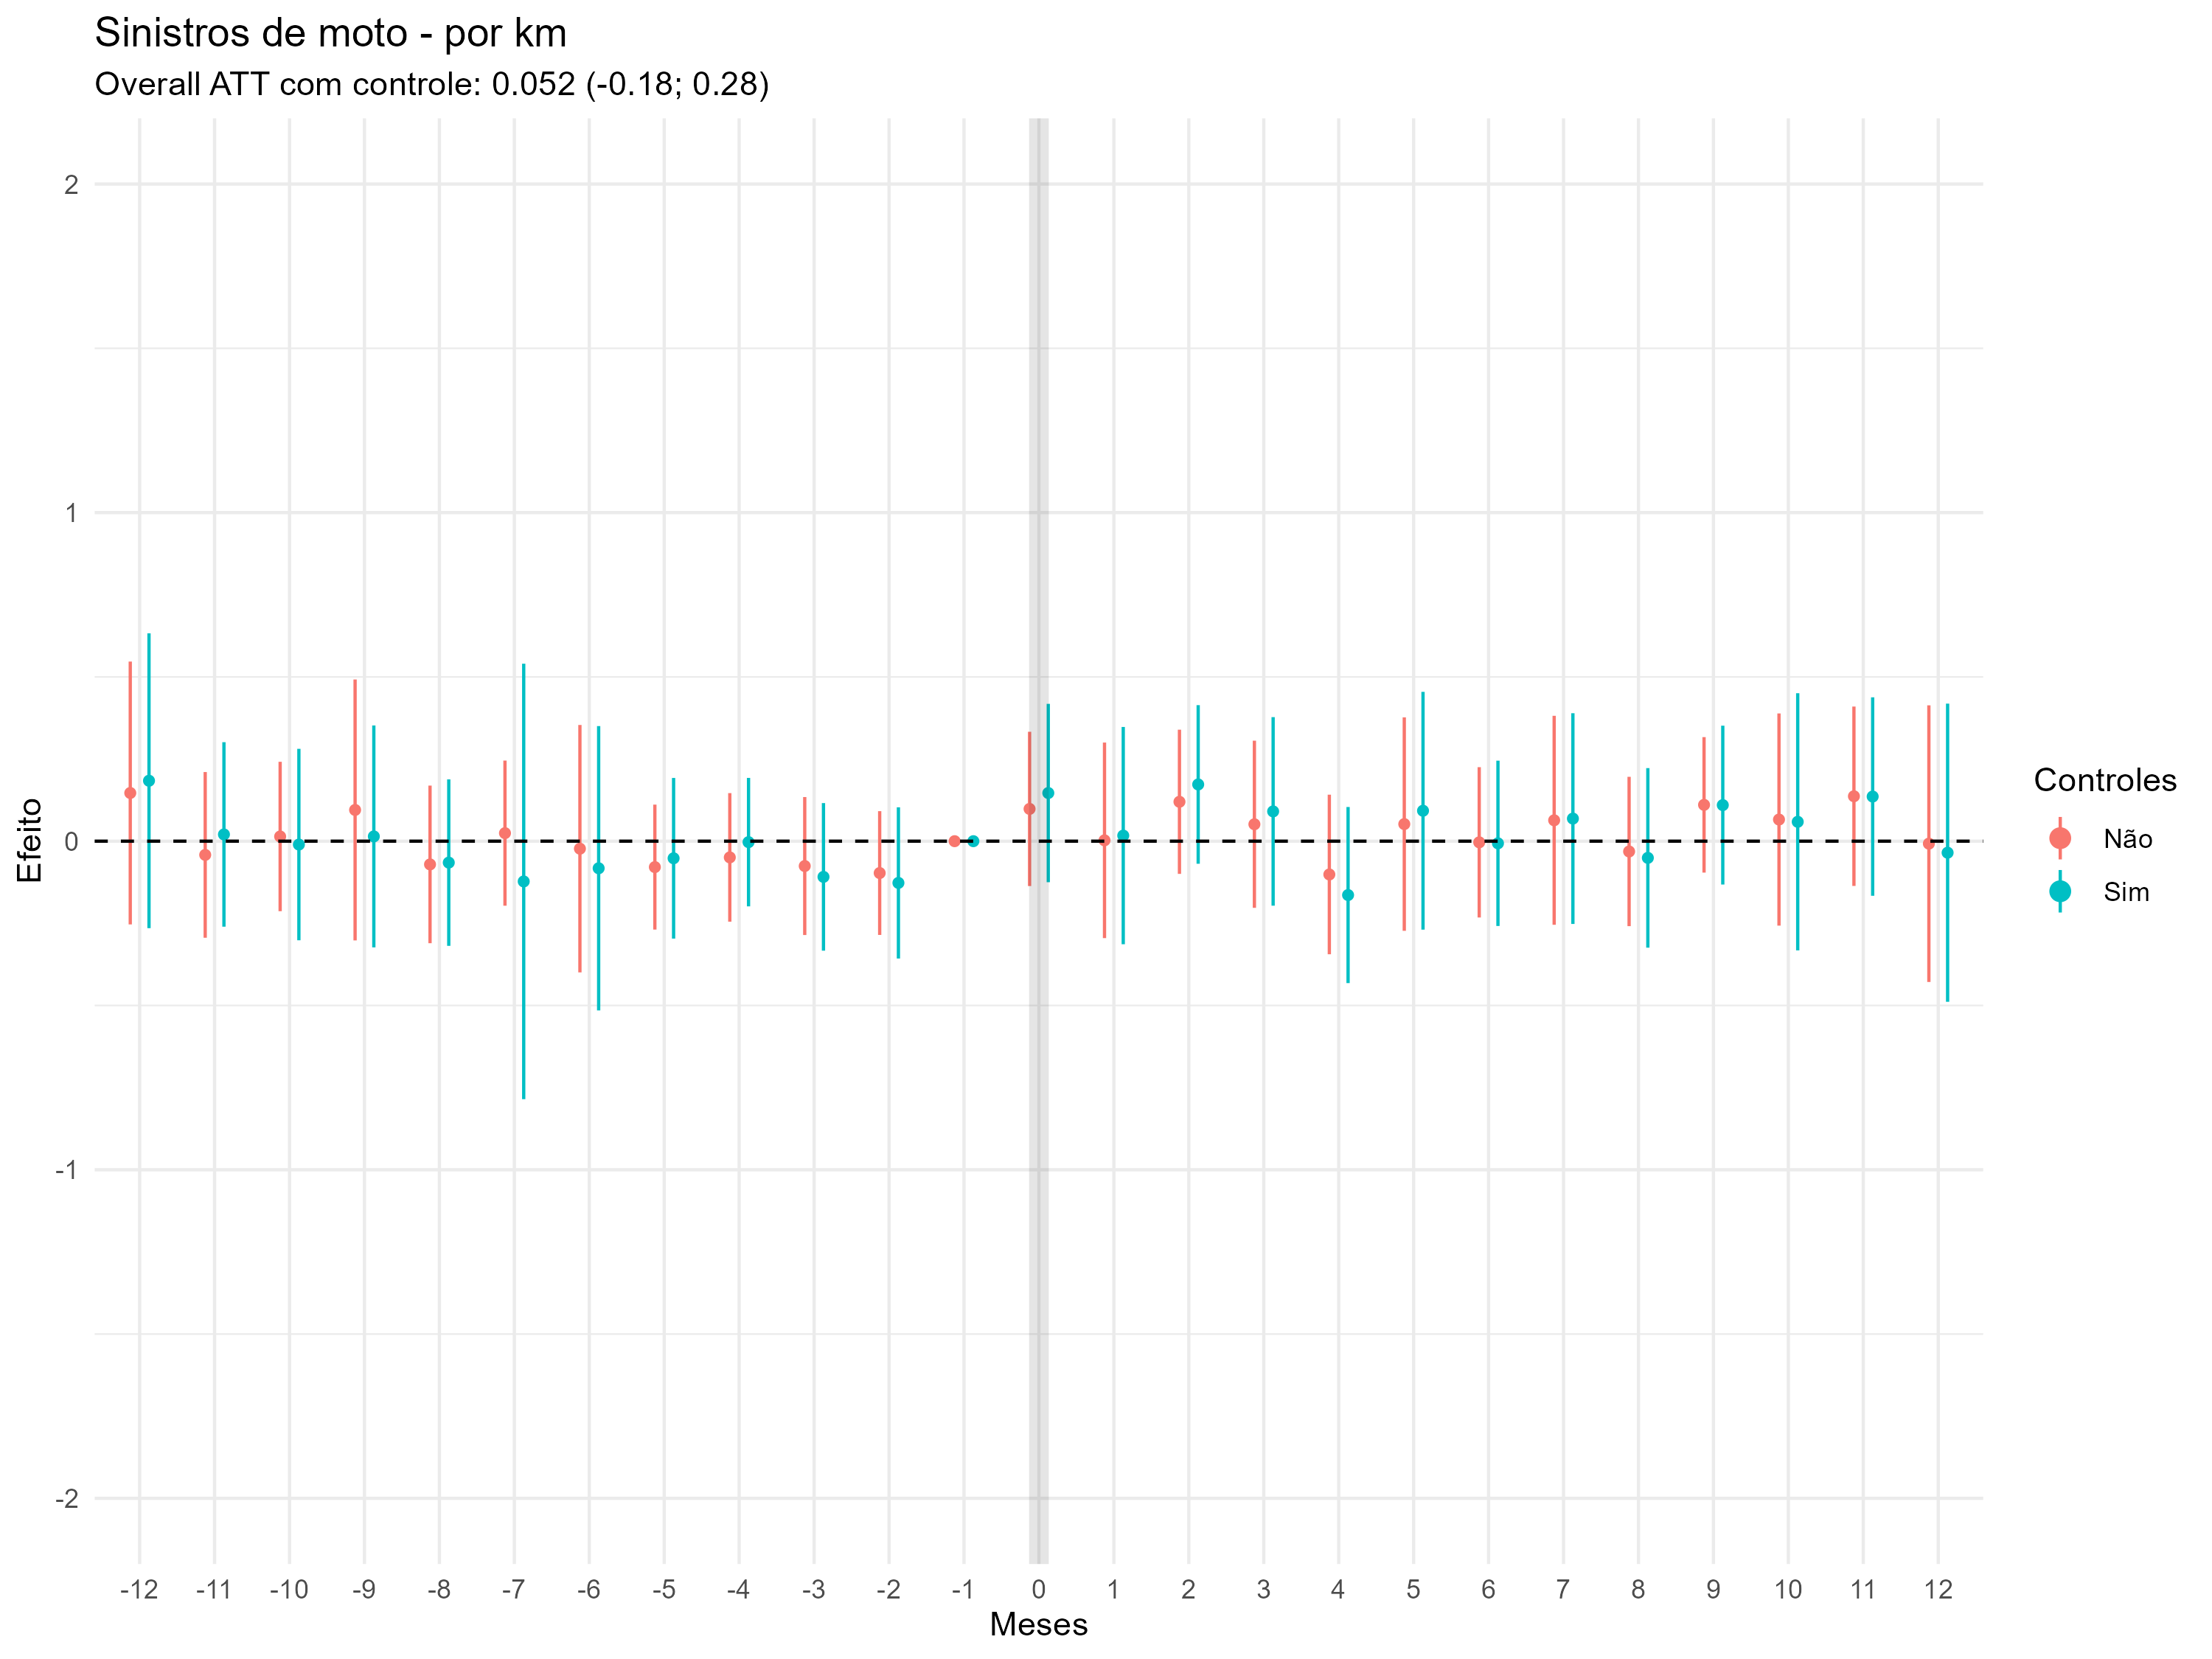 Sinistros de moto - por km
Overall ATT com controle: 0.052 (-0.18; 0.28)
2
1
0
-1
-2
Efeito
-12 -11 -10 -9 -8 -7 -6 -5 -4 -3 -2 -1 0 1 2 3 4 5 6 7 8 9 10 11 12
Meses
Controles
Não
Sim